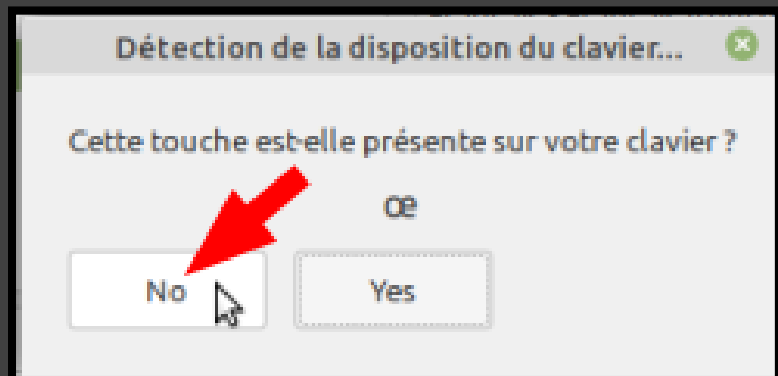 Détection de la disposition du clavier...
Cette touche est-elle présente sur votre clavier ?
œ
No Yes